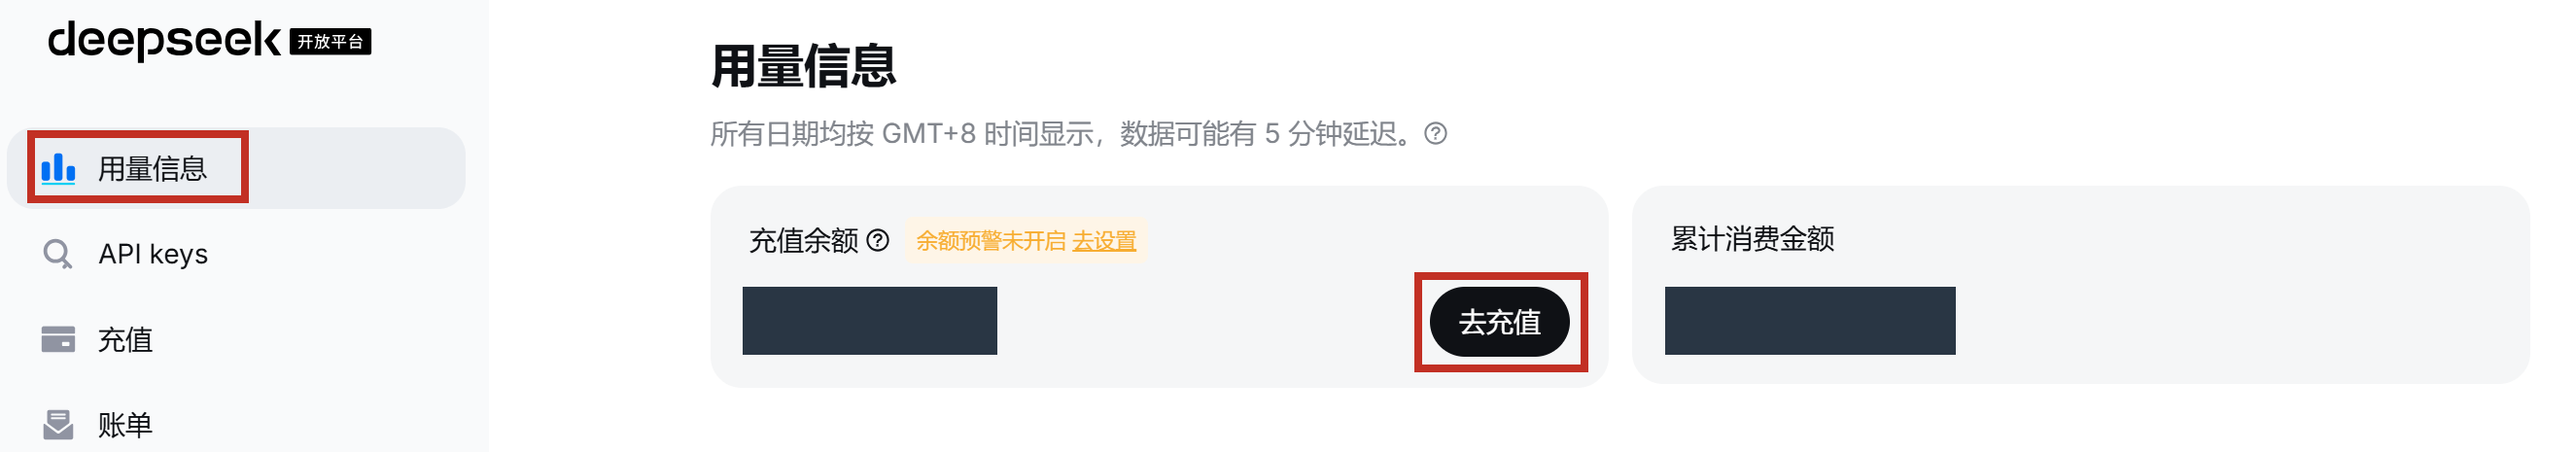 deepseek 开放平台
用量信息
API keys
充值
账单
用量信息
所有日期均按 GMT+8 时间显示，数据可能有 5 分钟延迟。
充值余额 余额预警未开启 去设置
去充值
累计消费金额